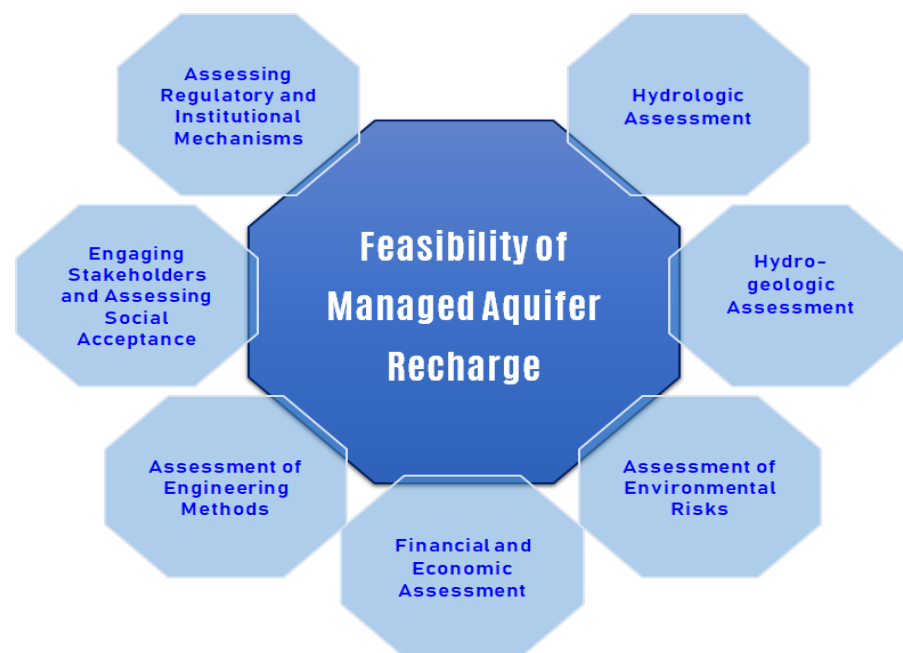 Assessing
Regulatory and
Institutional
Mechanisms
Hydrologic
Assessment
Feasibility of
Managed Aquifer
Recharge
Engaging
Stakeholders
and Assessing
Social
Acceptance
Hydro-
geologic
Assessment
Assessment of
Engineering
Methods
Assessment of
Environmental
Risks
Financial and
Economic
Assessment